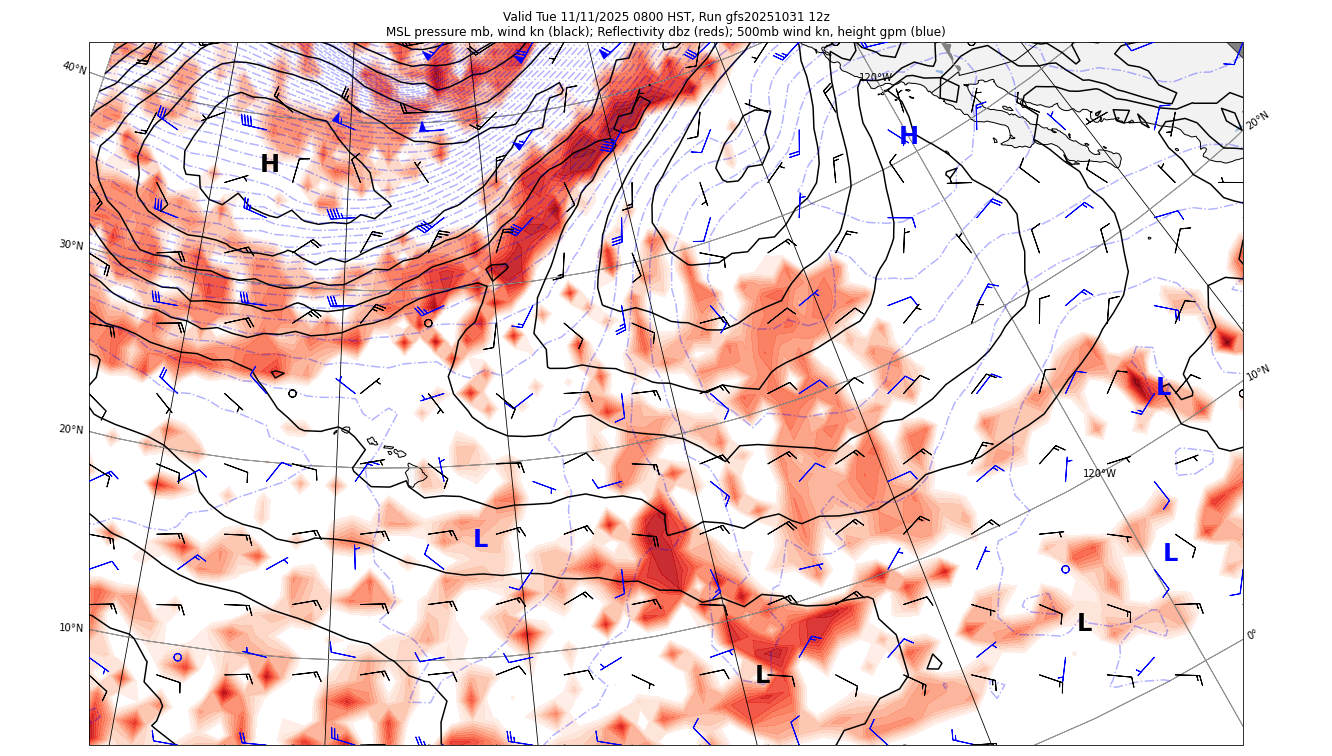 Valid Tue 11/11/2025 0800 HST, Run gfs20251031 12z
MSL pressure mb, wind kn (black); Reflectivity dbz (reds); 500mb wind kn, height gpm (blue)
40°N
120°W
20°N
H
H
30°N
10°N
L
20°N
120°W
L
L
10°N
L
0°
L